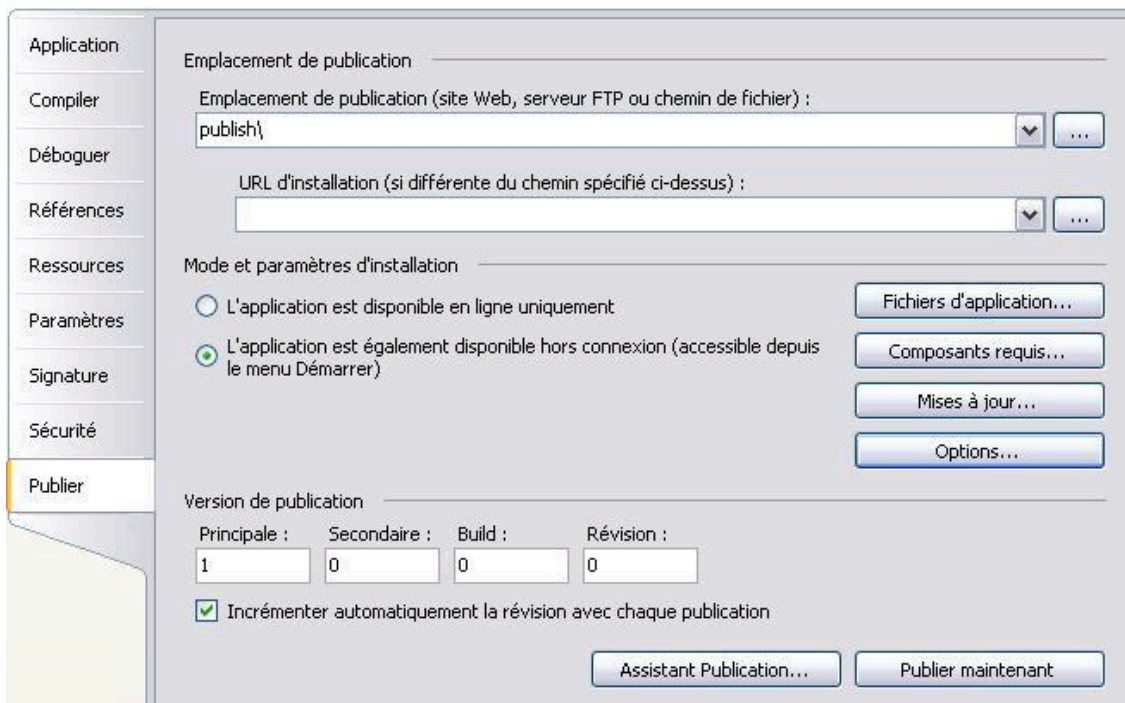 Application
Compiler
Déboguer
Références
Ressources
Paramètres
Signature
Sécurité
Publier
Emplacement de publication
Emplacement de publication (site Web, serveur FTP ou chemin de fichier) :
publish\
...
URL d'installation (si différente du chemin spécifié ci-dessus) :
...
Mode et paramètres d'installation
L'application est disponible en ligne uniquement
L'application est également disponible hors connexion (accessible depuis
le menu Démarrer)
Fichiers d'application...
Composants requis...
Mises à jour...
Options...
Version de publication
Principale : Secondaire : Build : Révision :
1 0 0 0
Incrémenter automatiquement la révision avec chaque publication
Assistant Publication... Publier maintenant